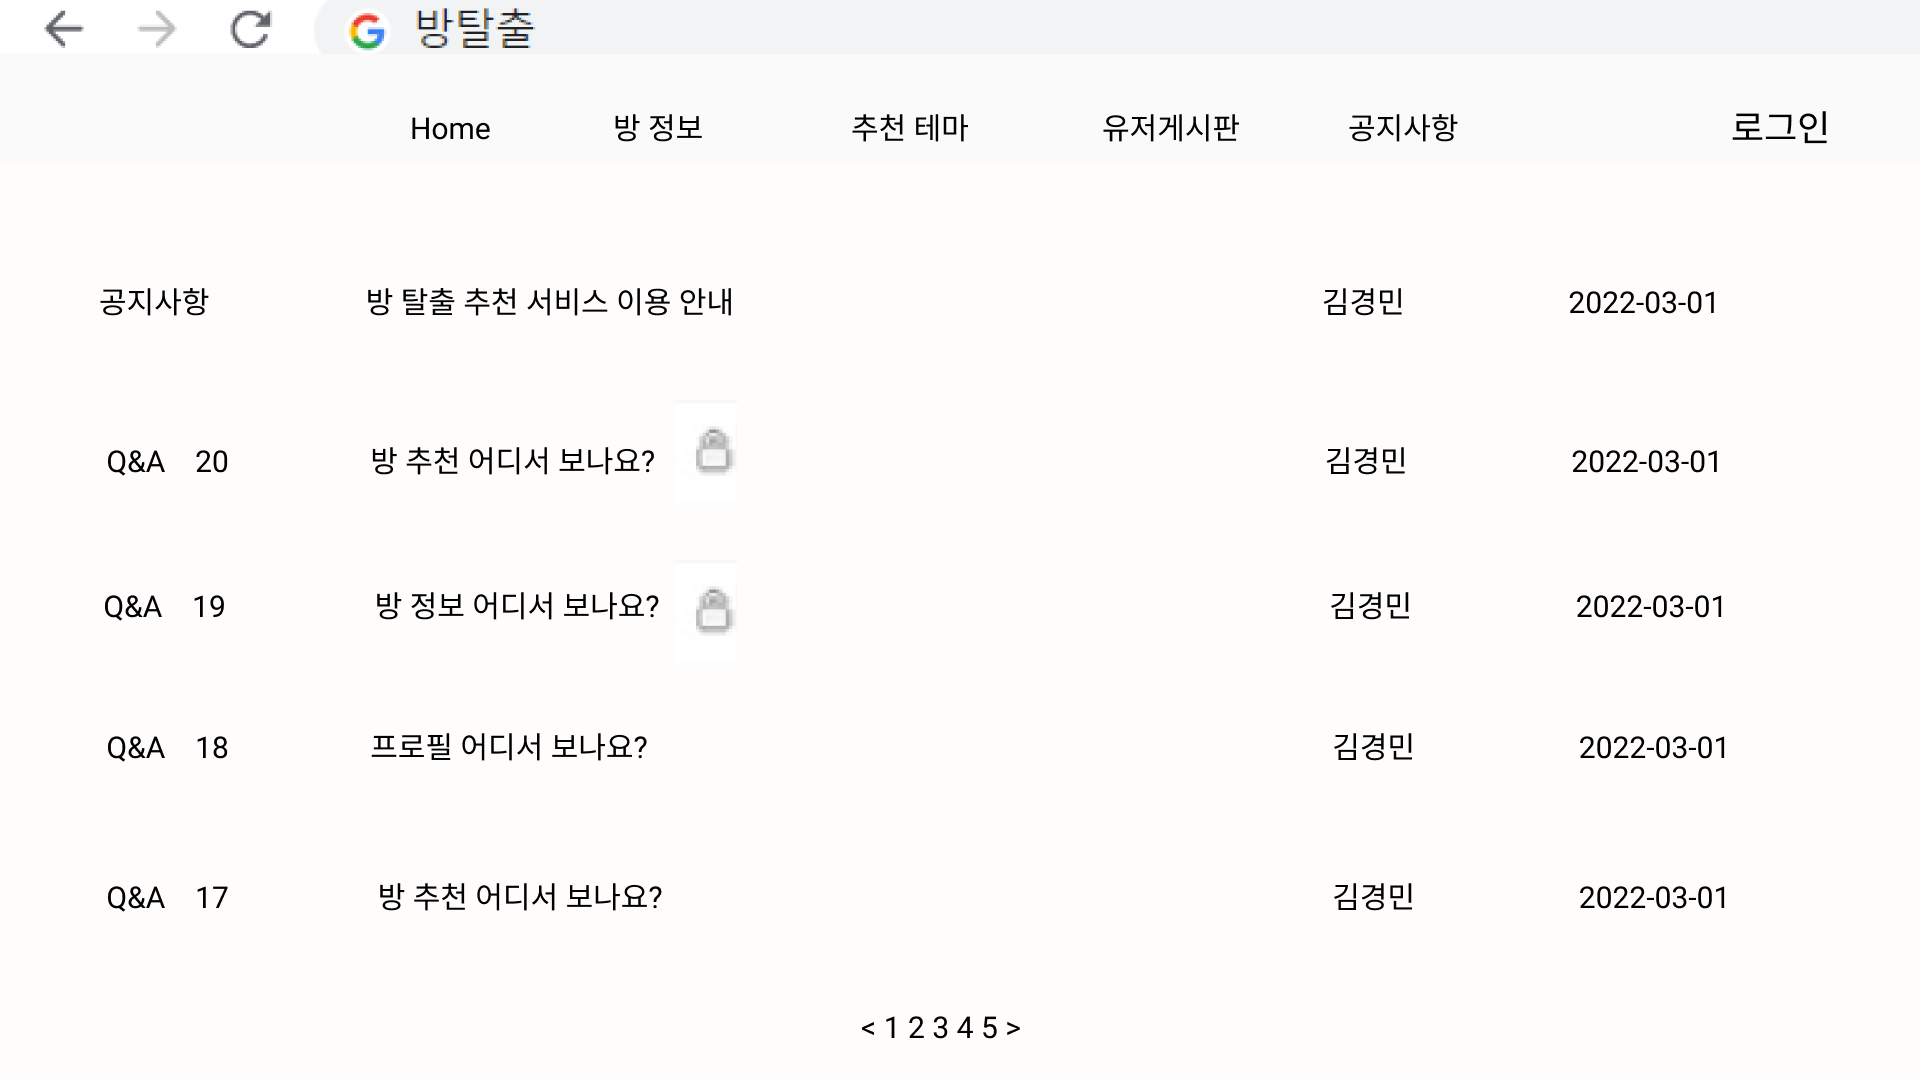 방탈출
Home 방 정보 추천 테마 유저게시판 공지사항 로그인
공지사항 방 탈출 추천 서비스 이용 안내 김경민 2022-03-01
Q&A 20 방 추천 어디서 보나요? 김경민 2022-03-01
Q&A 19 방 정보 어디서 보나요? 김경민 2022-03-01
Q&A 18 프로필 어디서 보나요? 김경민 2022-03-01
Q&A 17 방 추천 어디서 보나요? 김경민 2022-03-01
< 1 2 3 4 5 >